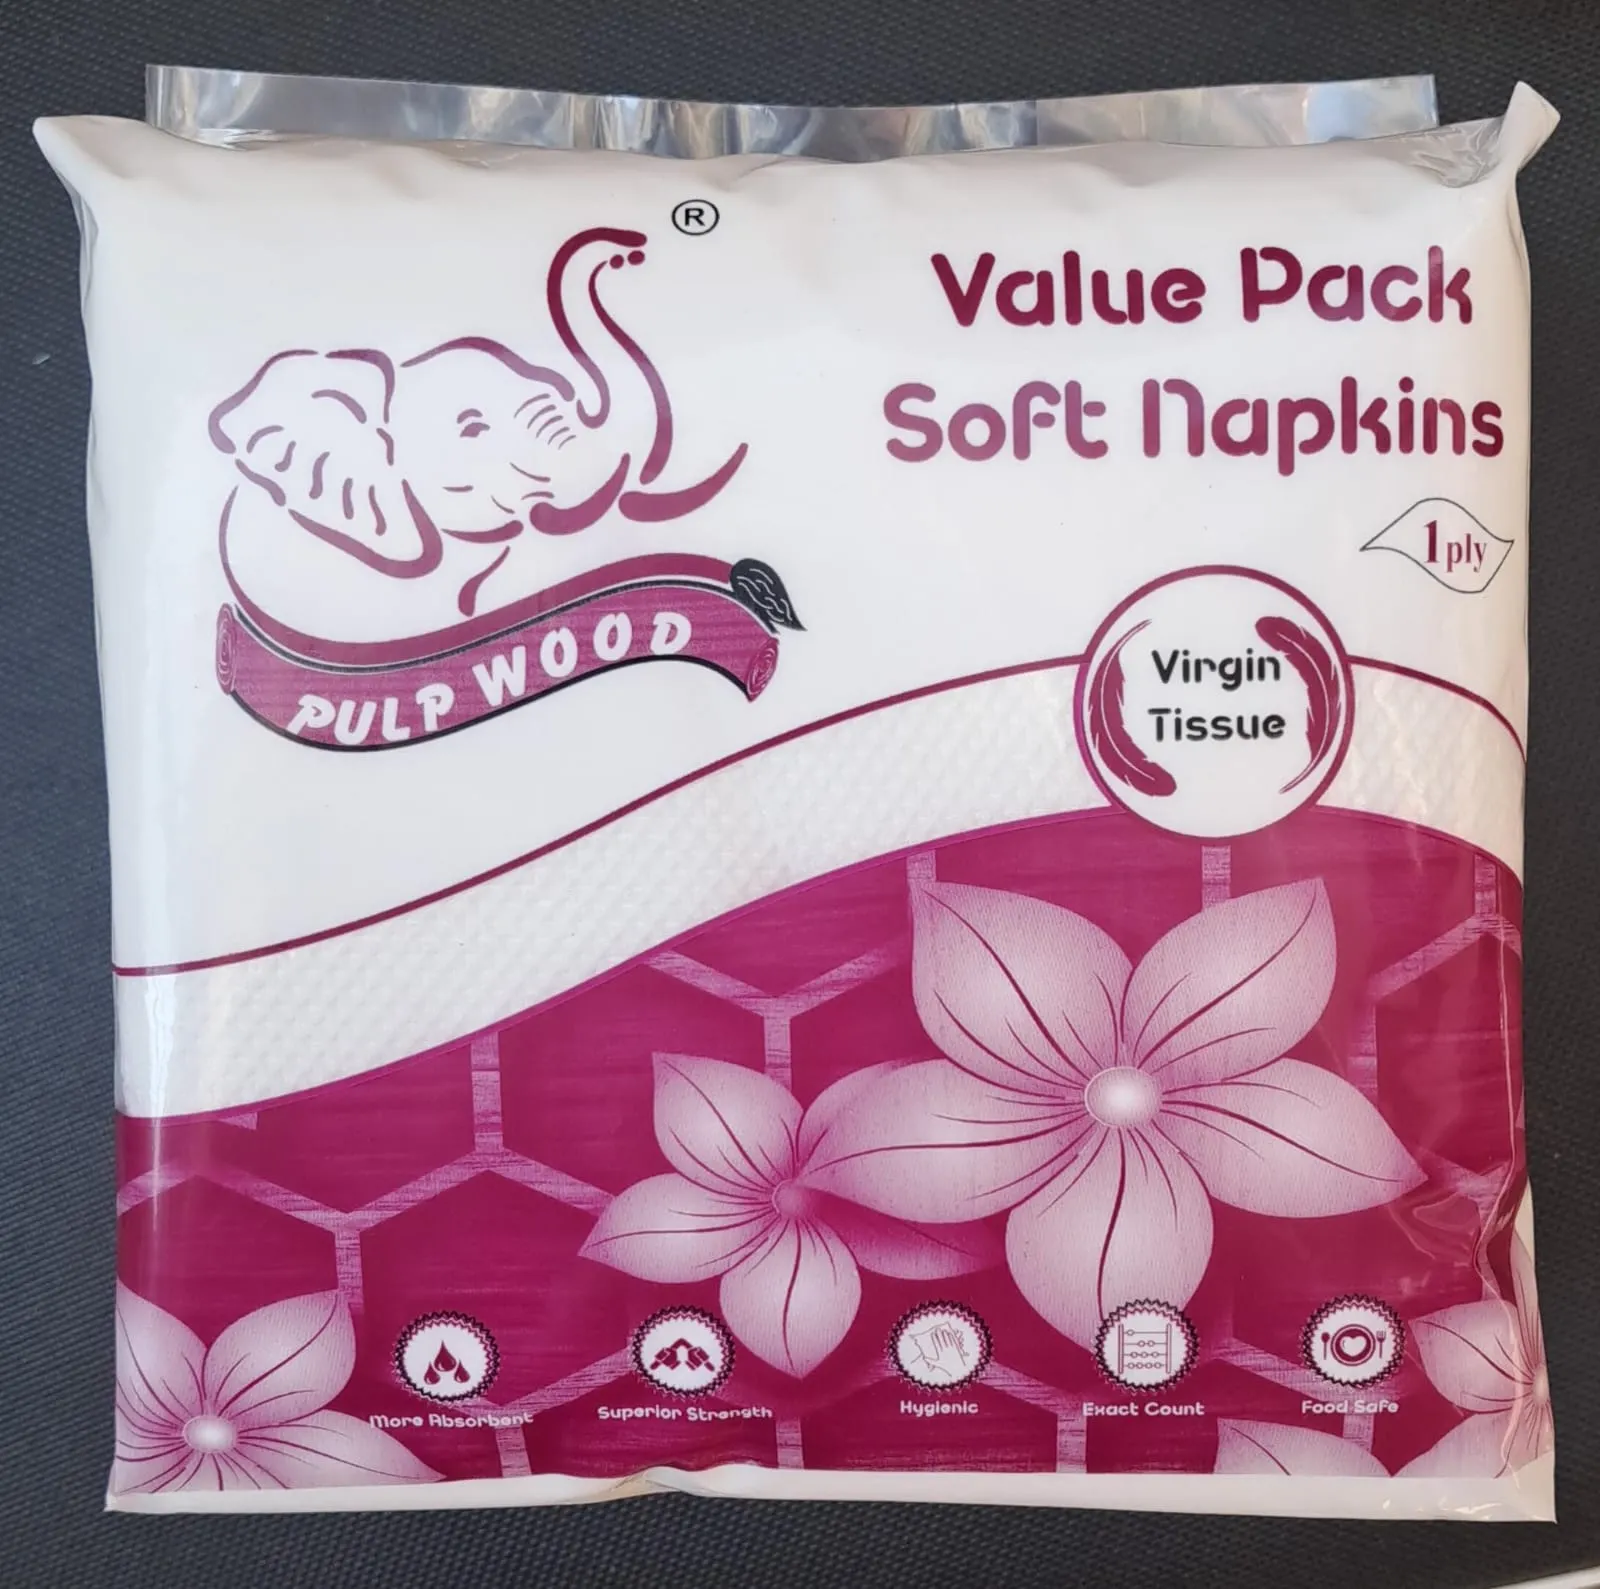 ®
Value Pack
Soft Napkins
1ply
PULP WOOD
Virgin
Tissue
More Absorbent
Superior Strength
Hygienic
Exact Count
Food Safe